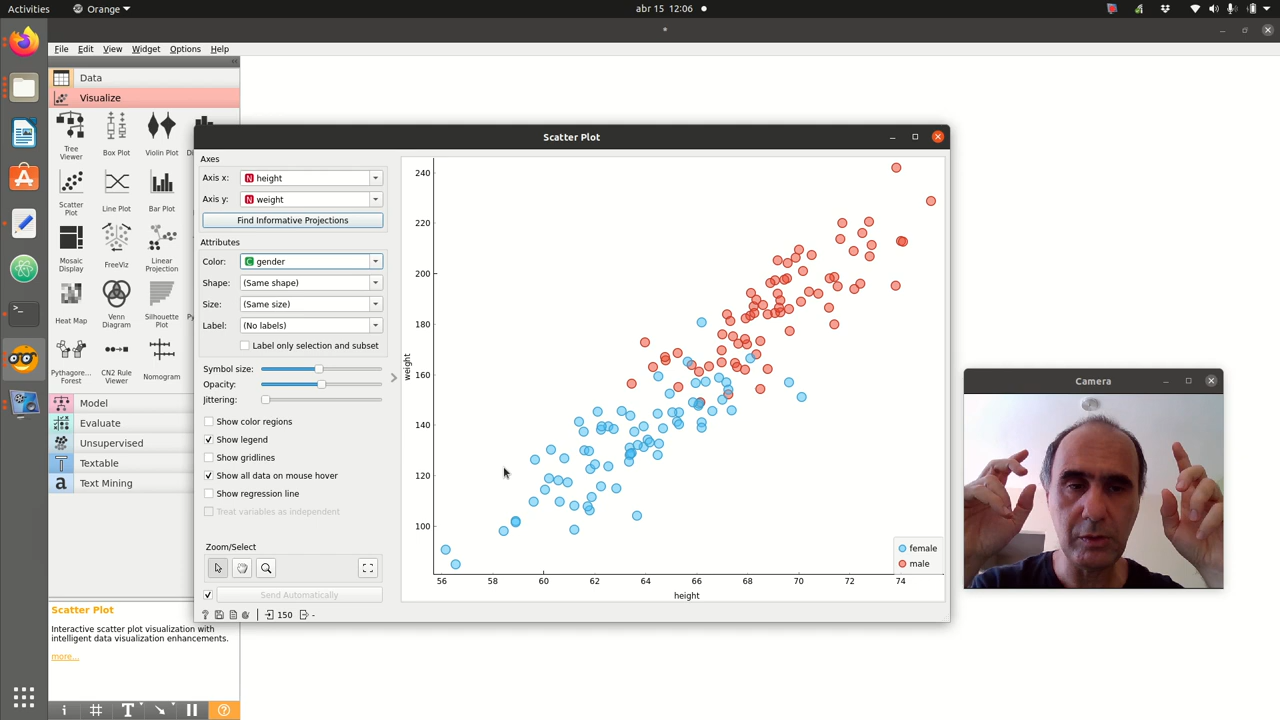 Activities
Orange
abr 15 12:06
File Edit View Widget Options Help
Data
Visualize
Tree Viewer
Box Plot
Violin Plot
Scatter Plot
Line Plot
Bar Plot
Mosaic Display
FreeViz
Linear Projection
Heat Map
Venn Diagram
Silhouette Plot
Pythagore... Forest
CN2 Rule Viewer
Nomogram
Model
Evaluate
Unsupervised
Textable
Text Mining
Scatter Plot
Interactive scatter plot visualization with
intelligent data visualization enhancements.
more...
Scatter Plot
Axes
Axis x: N height
Axis y: N weight
Find Informative Projections
Attributes
Color: C gender
Shape: (Same shape)
Size: (Same size)
Label: (No labels)
Label only selection and subset
Symbol size:
Opacity:
Jittering:
Show color regions
Show legend
Show gridlines
Show all data on mouse hover
Show regression line
Treat variables as independent
Zoom/Select
Send Automatically
150 -
240
220
200
180
160
140
120
100
weight
56 58 60 62 64 66 68 70 72 74
height
female
male
Camera